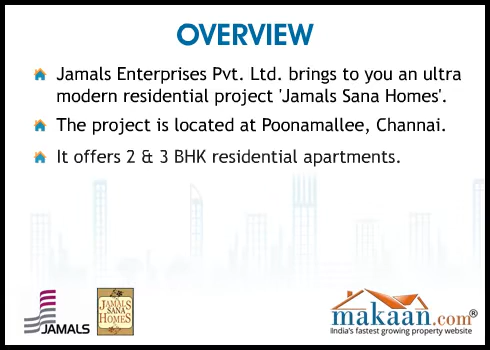 OVERVIEW
Jamals Enterprises Pvt. Ltd. brings to you an ultra
modern residential project 'Jamals Sana Homes'.
The project is located at Poonamallee, Channai.
It offers 2 & 3 BHK residential apartments.
JAMALS
JAMALS
SANA
HOMES
makaan.com®
India's fastest growing property website